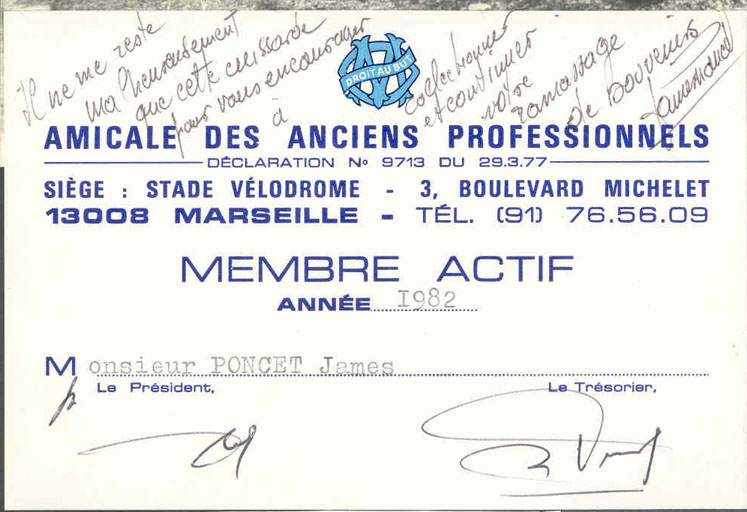 Il ne me reste
malheureusement
que cette
pour vous encourager
à
collectionner
et continuer
votre
ramassage
de souvenirs
DROIT AU BUT
AMICALE DES ANCIENS PROFESSIONNELS
DÉCLARATION N° 9713 DU 29.3.77
SIÈGE : STADE VÉLODROME - 3, BOULEVARD MICHELET
13008 MARSEILLE - TÉL. (91) 76.56.09
MEMBRE ACTIF
ANNÉE I982
Monsieur PONCET James
Le Président, Le Trésorier,